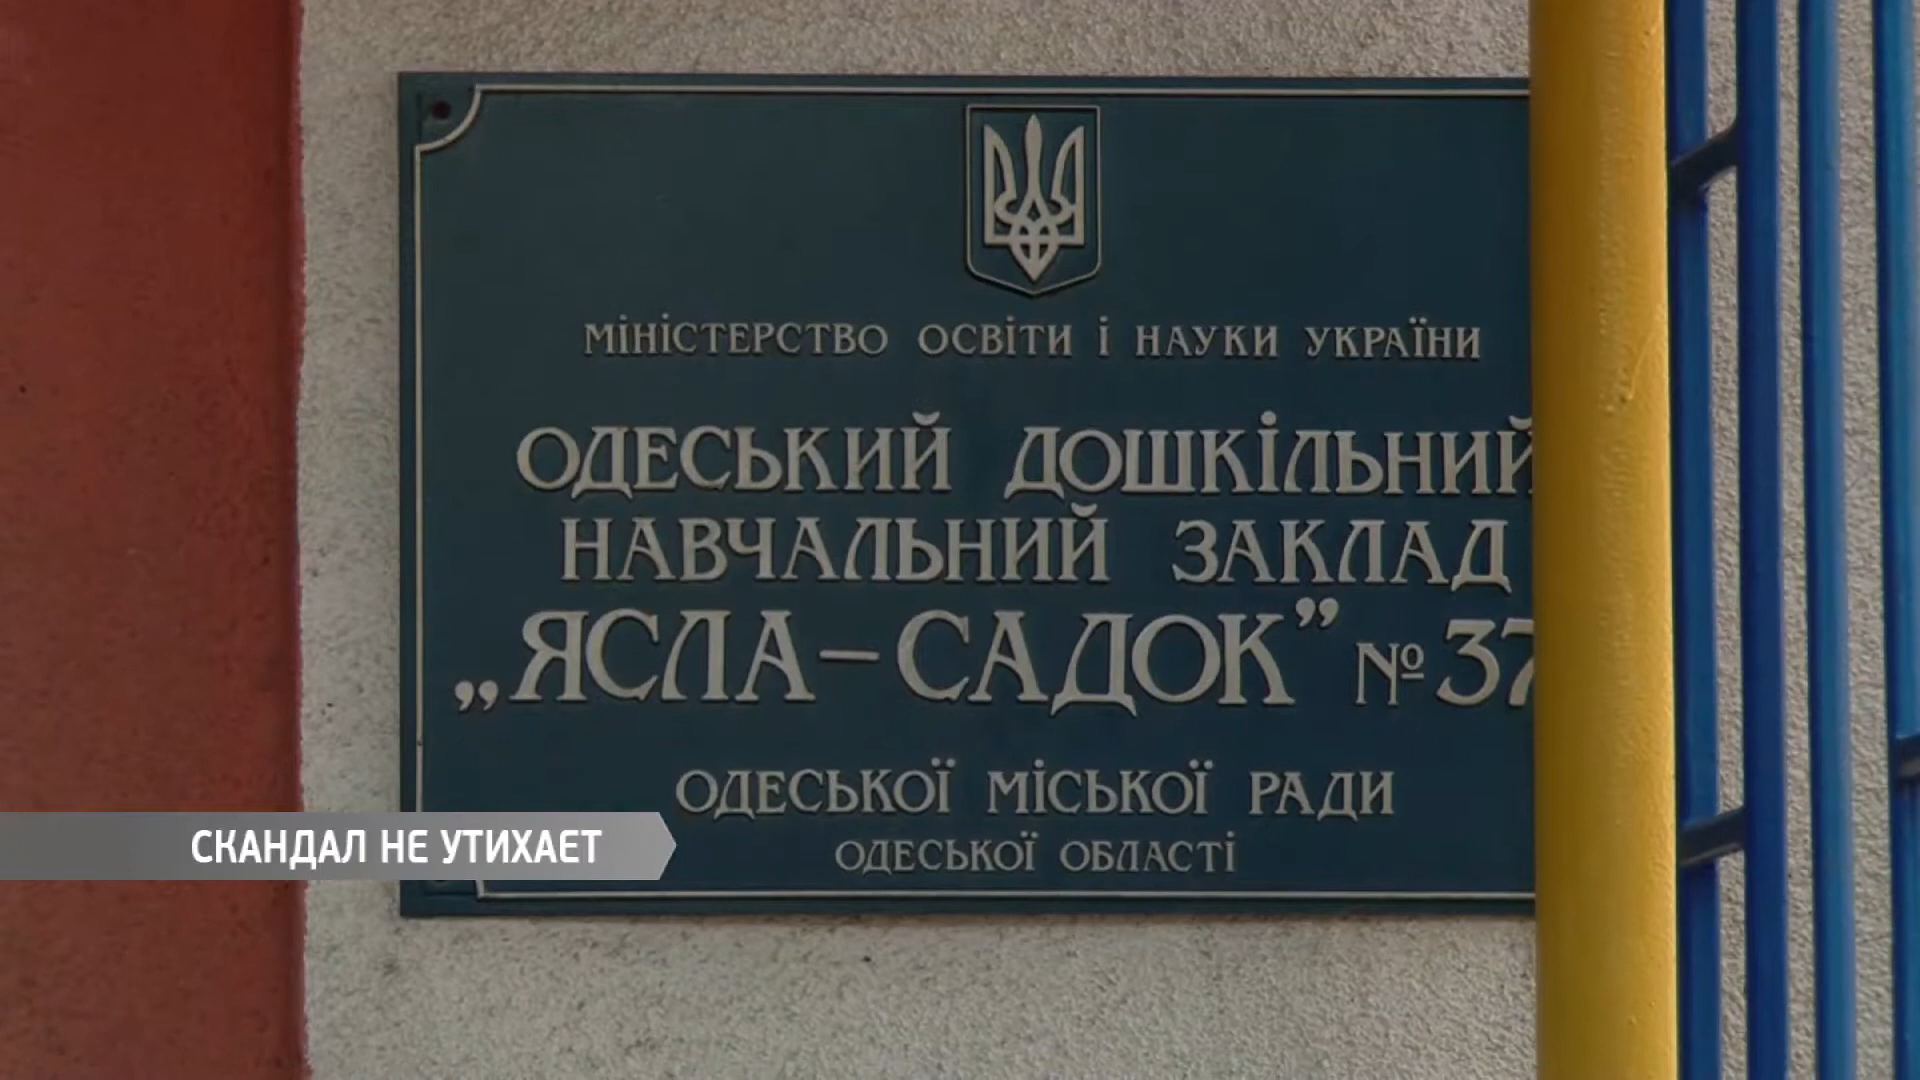 МІНІСТЕРСТВО ОСВІТИ І НАУКИ УКРАЇНИ
ОДЕСЬКИЙ ДОШКІЛЬНИЙ
НАВЧАЛЬНИЙ ЗАКЛАД
„ЯСЛА–САДОК” № 37
ОДЕСЬКОЇ МІСЬКОЇ РАДИ
ОДЕСЬКОЇ ОБЛАСТІ
СКАНДАЛ НЕ УТИХАЕТ